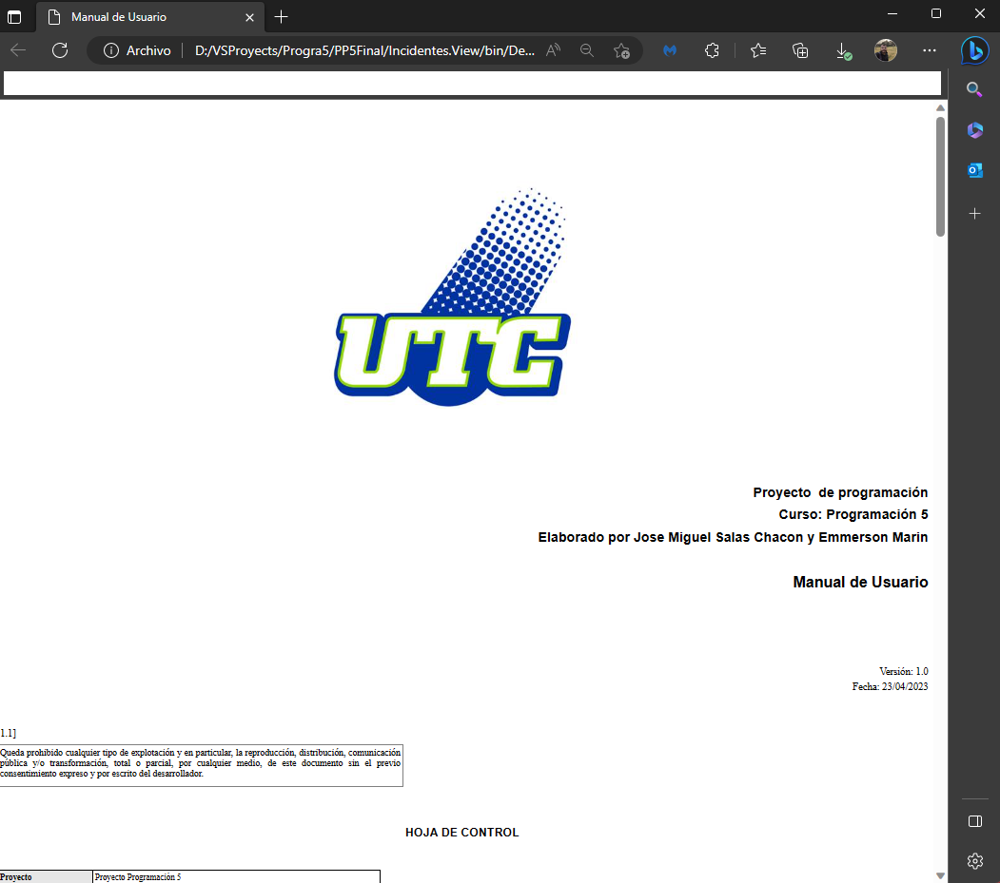 Manual de Usuario
Archivo
D:/VSProyects/Progra5/PP5Final/Incidentes.View/bin/De...
UTC
Proyecto  de programación
Curso: Programación 5
Elaborado por Jose Miguel Salas Chacon y Emmerson Marin
Manual de Usuario
Versión: 1.0
Fecha: 23/04/2023
1.1]
Queda prohibido cualquier tipo de explotación y en particular, la reproducción, distribución, comunicación
pública y/o transformación, total o parcial, por cualquier medio, de este documento sin el previo
consentimiento expreso y por escrito del desarrollador.
HOJA DE CONTROL
Proyecto
Proyecto Programación 5